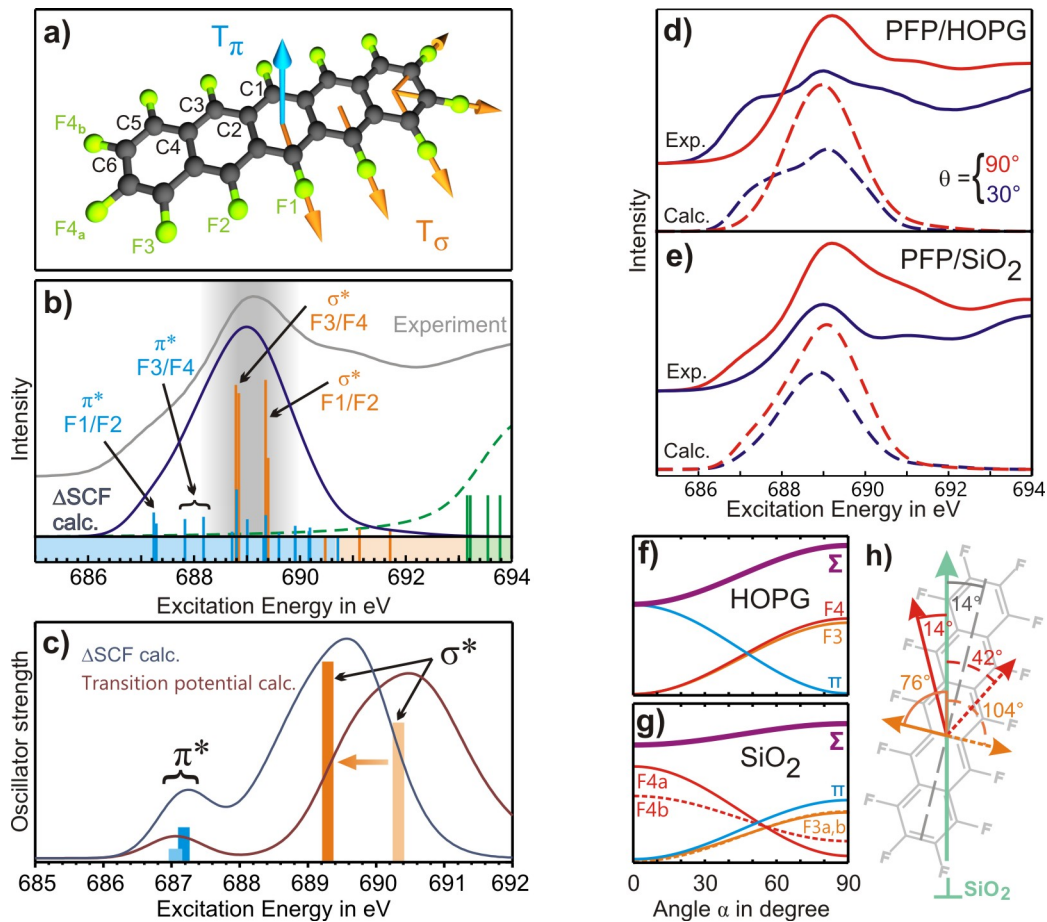 a)
T_π
C1
C3
C2
C5
C4
F4_b
C6
F4_a
F3
F2
F1
T_σ
b)
σ*
F3/F4
Experiment
π*
F3/F4
π*
F1/F2
σ*
F1/F2
ΔSCF
calc.
Intensity
686 688 690 692 694
Excitation Energy in eV
c)
ΔSCF calc.
Transition potential calc.
σ*
π*
Oscillator strength
685 686 687 688 689 690 691 692
Excitation Energy in eV
d)
PFP/HOPG
Exp.
θ = { 90°
30°
Calc.
Intensity
e)
PFP/SiO₂
Exp.
Calc.
686 688 690 692 694
Excitation Energy in eV
f)
Σ
HOPG
F4
F3
π
g)
Σ
SiO₂
F4a
F4b
π
F3a,b
0 30 60 90
Angle α in degree
h)
F
F
F
F
14°
14°
F
F
42°
76°
104°
F
F
F
F
F
F
F
F
⊥SiO₂